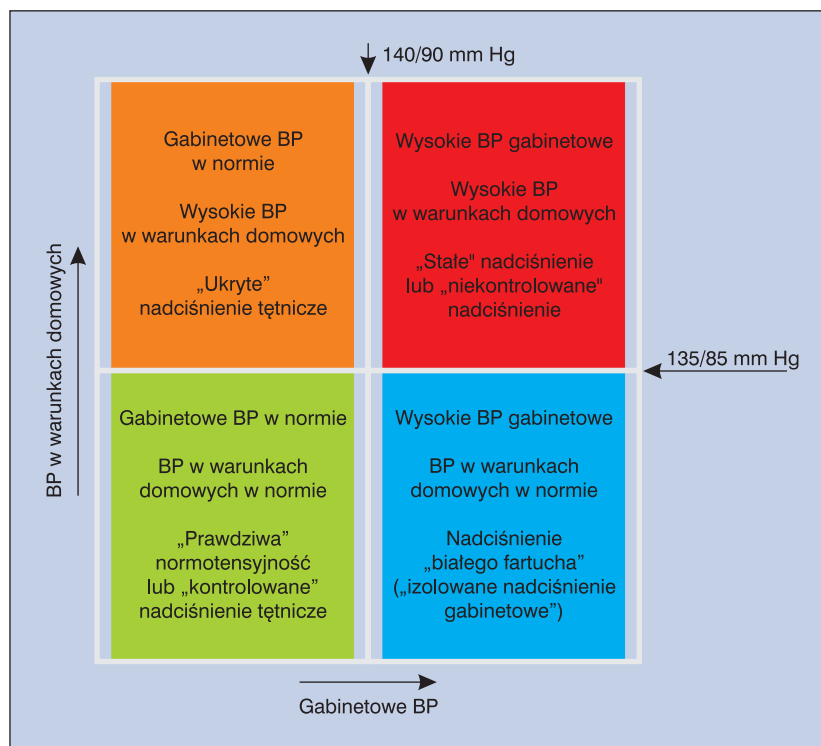 140/90 mm Hg
Gabinetowe BP
w normie
Wysokie BP
w warunkach domowych
„Ukryte”
nadciśnienie tętnicze
Wysokie BP gabinetowe
Wysokie BP
w warunkach domowych
„Stałe" nadciśnienie
lub „niekontrolowane"
nadciśnienie
135/85 mm Hg
BP w warunkach domowych
Gabinetowe BP w normie
BP w warunkach
domowych w normie
„Prawdziwa”
normotensyjność
lub „kontrolowane”
nadciśnienie tętnicze
Wysokie BP gabinetowe
BP w warunkach
domowych w normie
Nadciśnienie
„białego fartucha”
(„izolowane nadciśnienie
gabinetowe”)
Gabinetowe BP